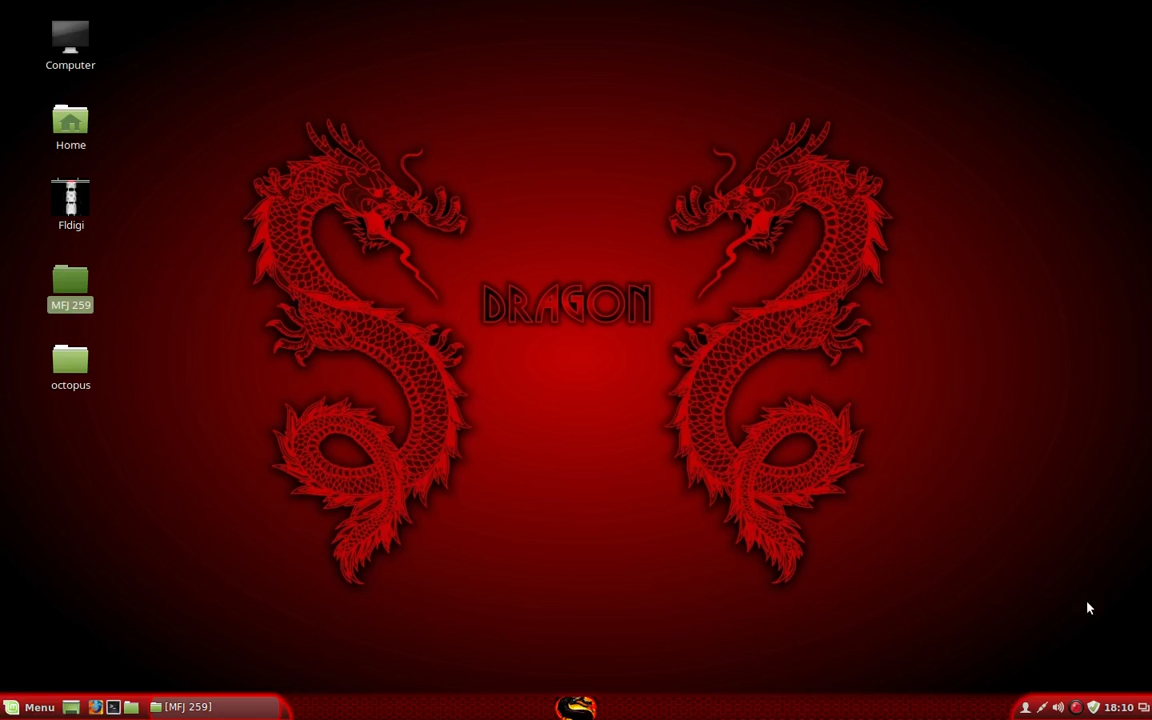 Computer
Home
Fldigi
MFJ 259
octopus
DRAGON
Menu
[MFJ 259]
18:10